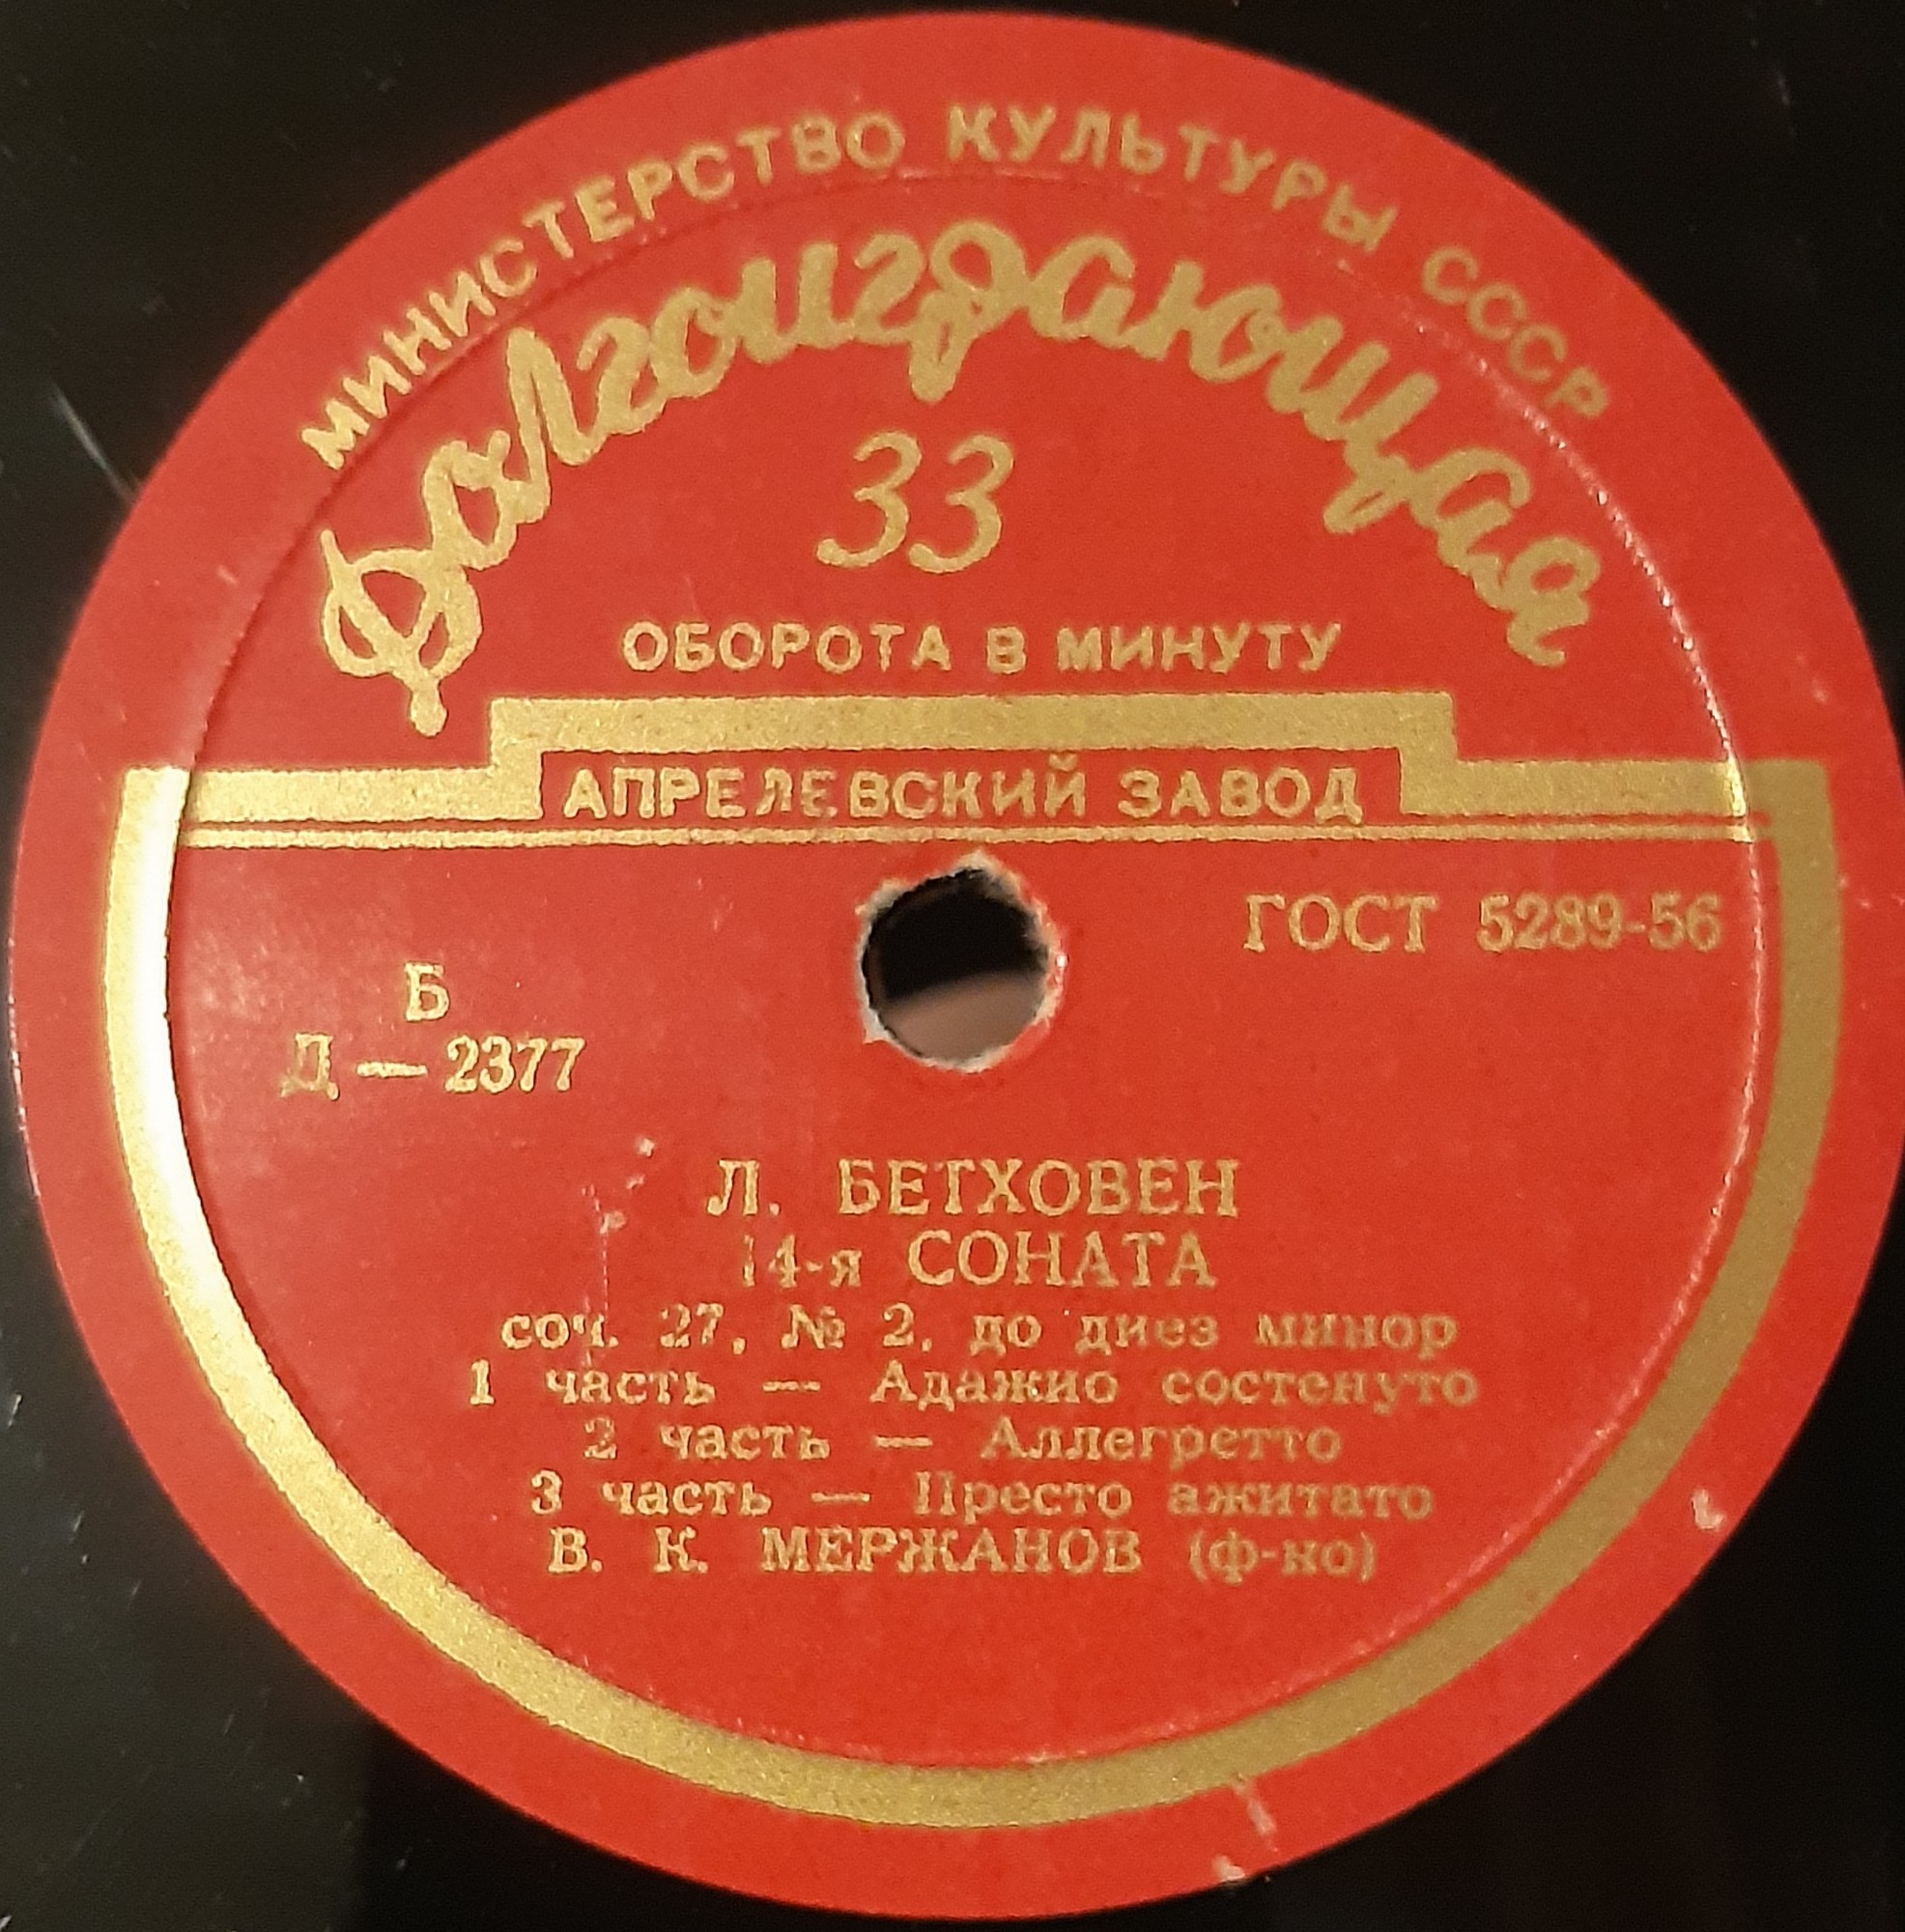 МИНИСТЕРСТВО КУЛЬТУРЫ СССР
Долгоиграющая
33
ОБОРОТА В МИНУТУ
АПРЕЛЕВСКИЙ ЗАВОД
ГОСТ 5289-56
Б
Д — 2377
Л. БЕТХОВЕН
14-я СОНАТА
соч. 27, № 2, до диез минор
1 часть — Адажио состенуто
2 часть — Аллегретто
3 часть — Престо ажитато
В. К. МЕРЖАНОВ (ф-но)